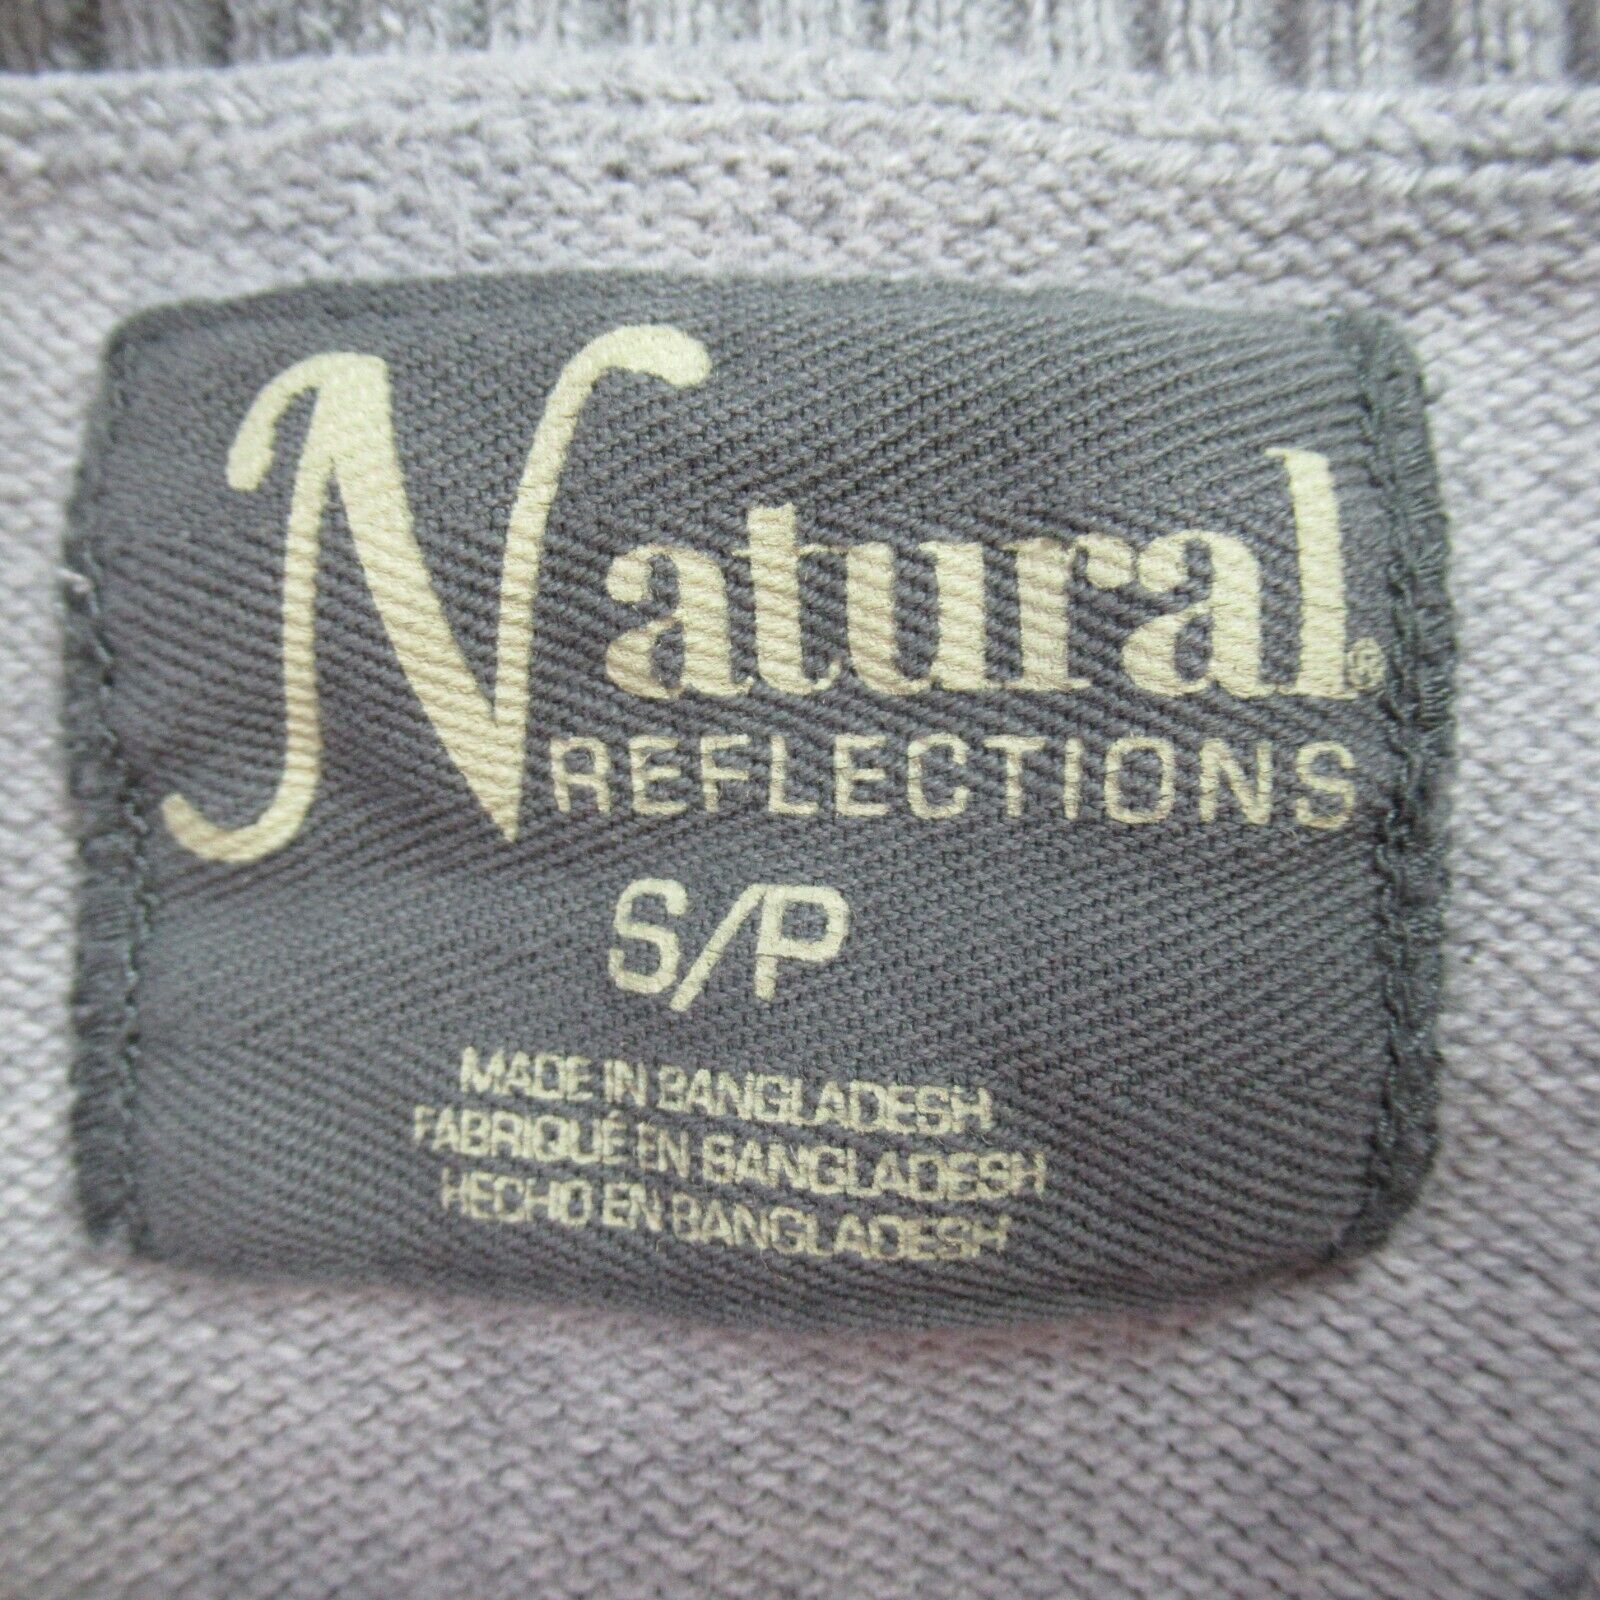 Natural®
REFLECTIONS
S/P
MADE IN BANGLADESH
FABRIQUÉ EN BANGLADESH
HECHO EN BANGLADESH